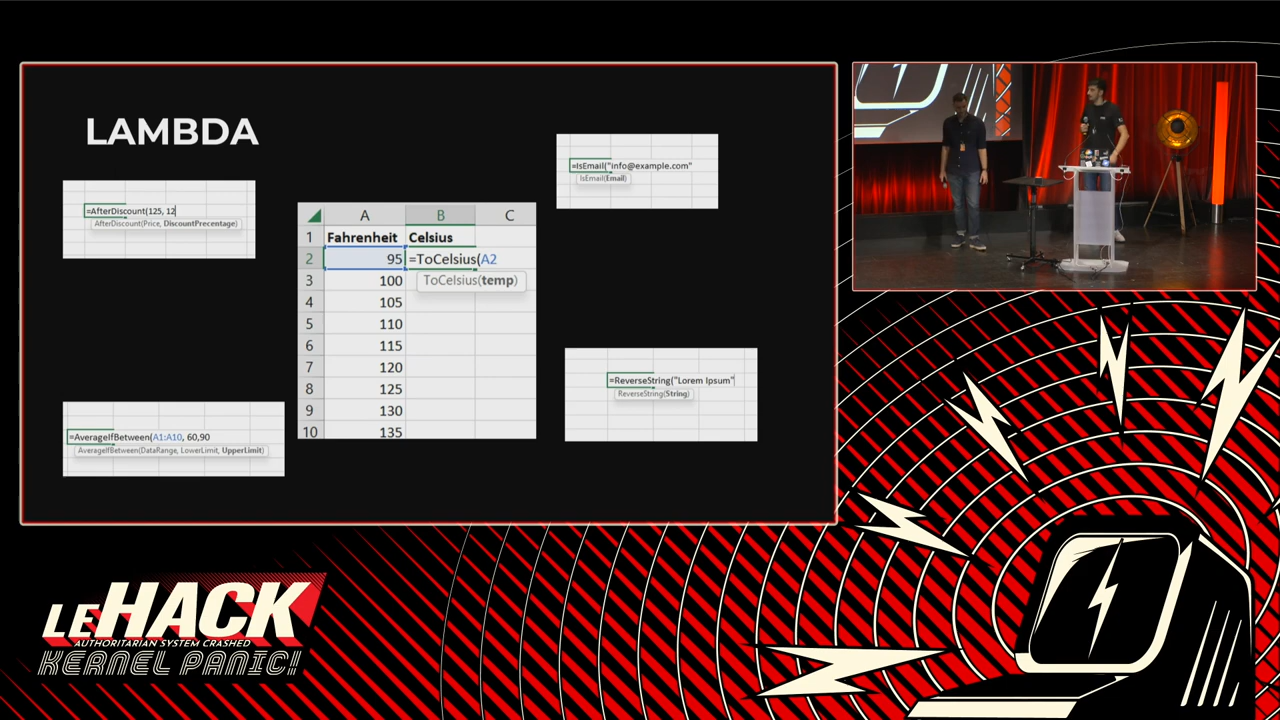 LAMBDA
=AfterDiscount(125, 12
AfterDiscount(Price, DiscountPrecentage)
=IsEmail("info@example.com"
IsEmail(Email)
A B C
1 Fahrenheit Celsius
2 95 =ToCelsius(A2
3 100 ToCelsius(temp)
4 105
5 110
6 115
7 120
8 125
9 130
10 135
=ReverseString("Lorem Ipsum"
ReverseString(String)
=AverageIfBetween(A1:A10, 60,90
AverageIfBetween(DataRange, LowerLimit, UpperLimit)
LEHACK
AUTHORITARIAN SYSTEM CRASHED
KERNEL PANIC!